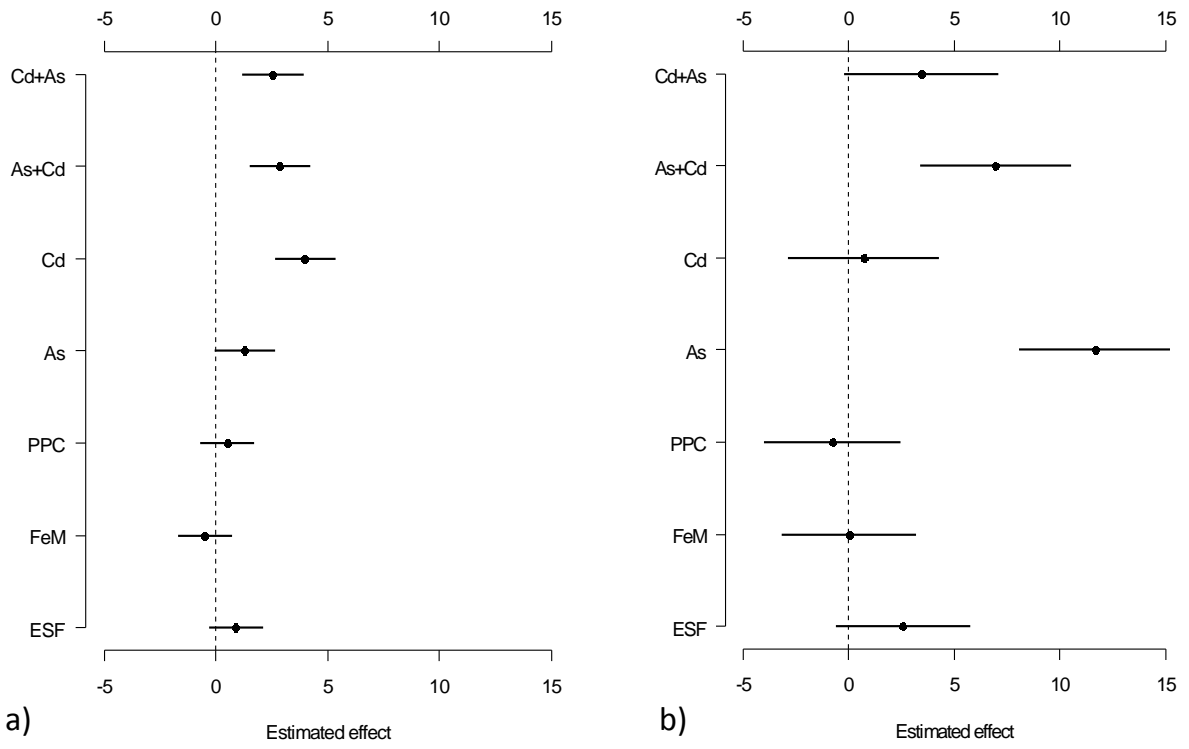 -5 0 5 10 15
Cd+As
As+Cd
Cd
As
PPC
FeM
ESF
-5 0 5 10 15
Estimated effect
a)
-5 0 5 10 15
Cd+As
As+Cd
Cd
As
PPC
FeM
ESF
-5 0 5 10 15
Estimated effect
b)